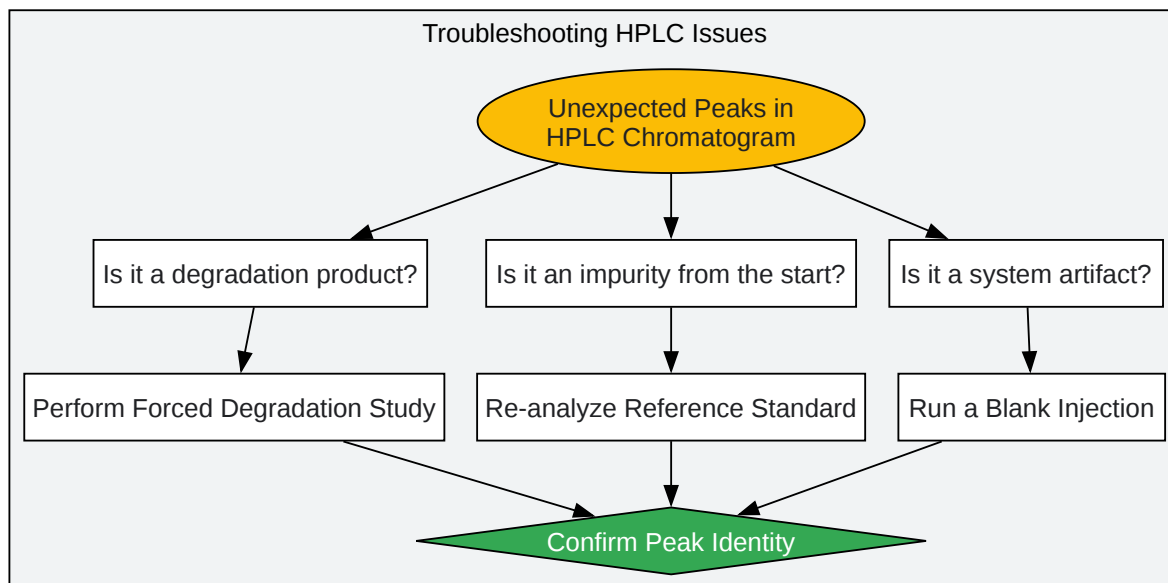 Troubleshooting HPLC Issues
Unexpected Peaks in
HPLC Chromatogram
Is it a degradation product?
Is it an impurity from the start?
Is it a system artifact?
Perform Forced Degradation Study
Re-analyze Reference Standard
Run a Blank Injection
Confirm Peak Identity